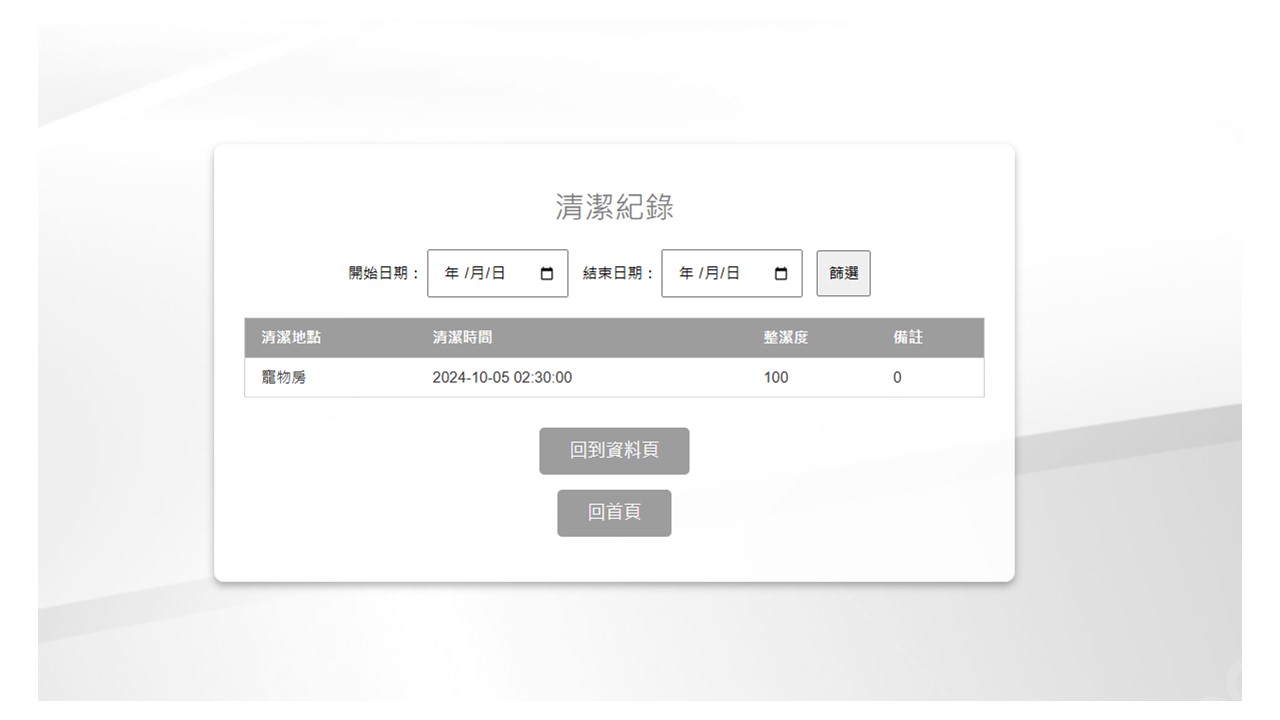 清潔紀錄
開始日期： 年 /月/日 結束日期： 年 /月/日 篩選
清潔地點 清潔時間 整潔度 備註
寵物房 2024-10-05 02:30:00 100 0
回到資料頁
回首頁